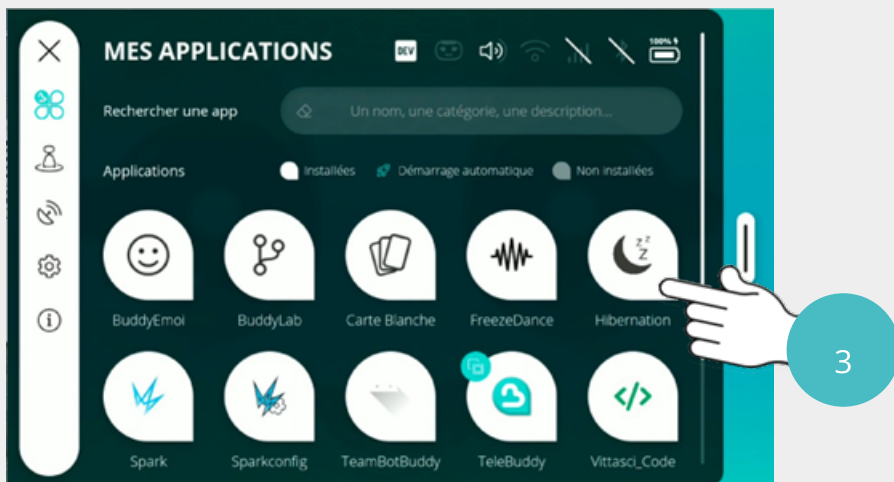 MES APPLICATIONS
DEV
100%
Rechercher une app
Un nom, une catégorie, une description...
Applications
Installées
Démarrage automatique
Non installées
z z
z
BuddyEmoi
BuddyLab
Carte Blanche
FreezeDance
Hibernation
3
</>
Spark
Sparkconfig
TeamBotBuddy
TeleBuddy
Vittasci_Code